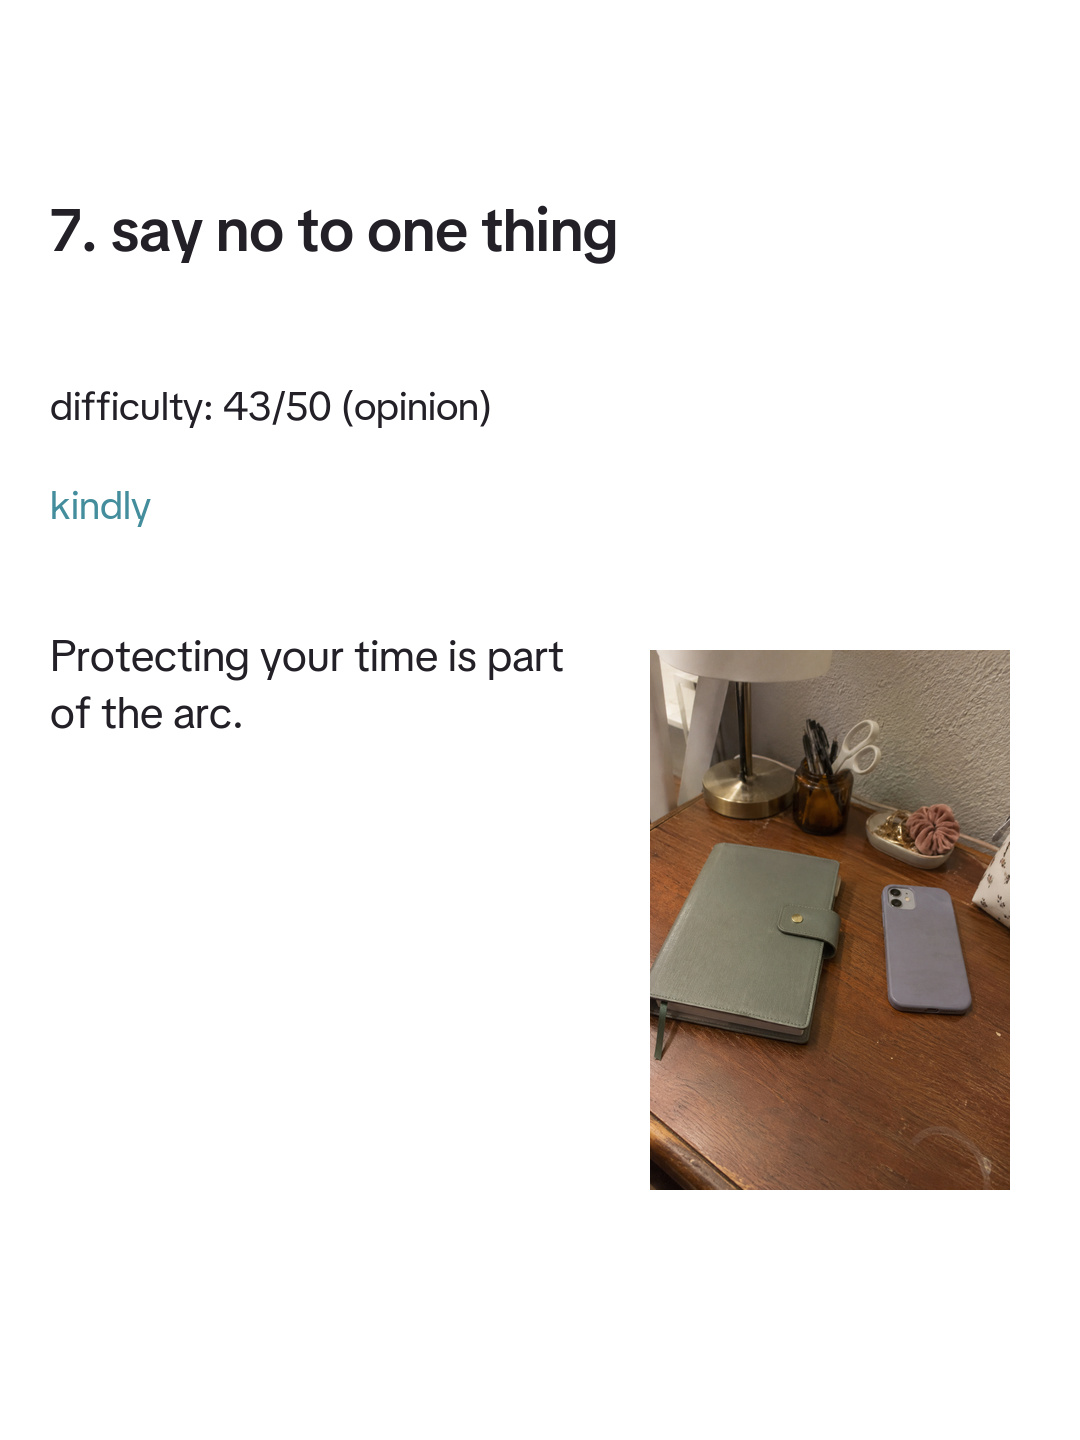 7. say no to one thing
difficulty: 43/50 (opinion)
kindly
Protecting your time is part
of the arc.